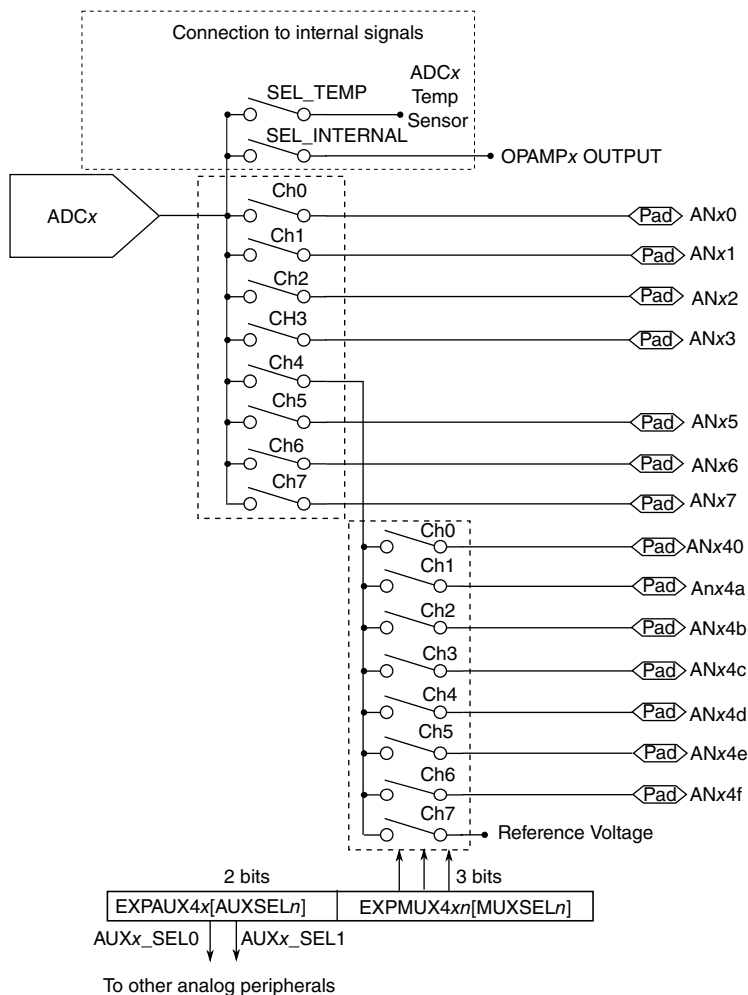 Connection to internal signals
SEL_TEMP
ADCx
Temp
Sensor
SEL_INTERNAL
OPAMPx OUTPUT
ADCx
Ch0
Pad ANx0
Ch1
Pad ANx1
Ch2
Pad ANx2
CH3
Pad ANx3
Ch4
Ch5
Pad ANx5
Ch6
Pad ANx6
Ch7
Pad ANx7
Ch0
Pad ANx40
Ch1
Pad Anx4a
Ch2
Pad ANx4b
Ch3
Pad ANx4c
Ch4
Pad ANx4d
Ch5
Pad ANx4e
Ch6
Pad ANx4f
Ch7
Reference Voltage
2 bits
3 bits
EXPAUX4x[AUXSELn]
EXPMUX4xn[MUXSELn]
AUXx_SEL0
AUXx_SEL1
To other analog peripherals